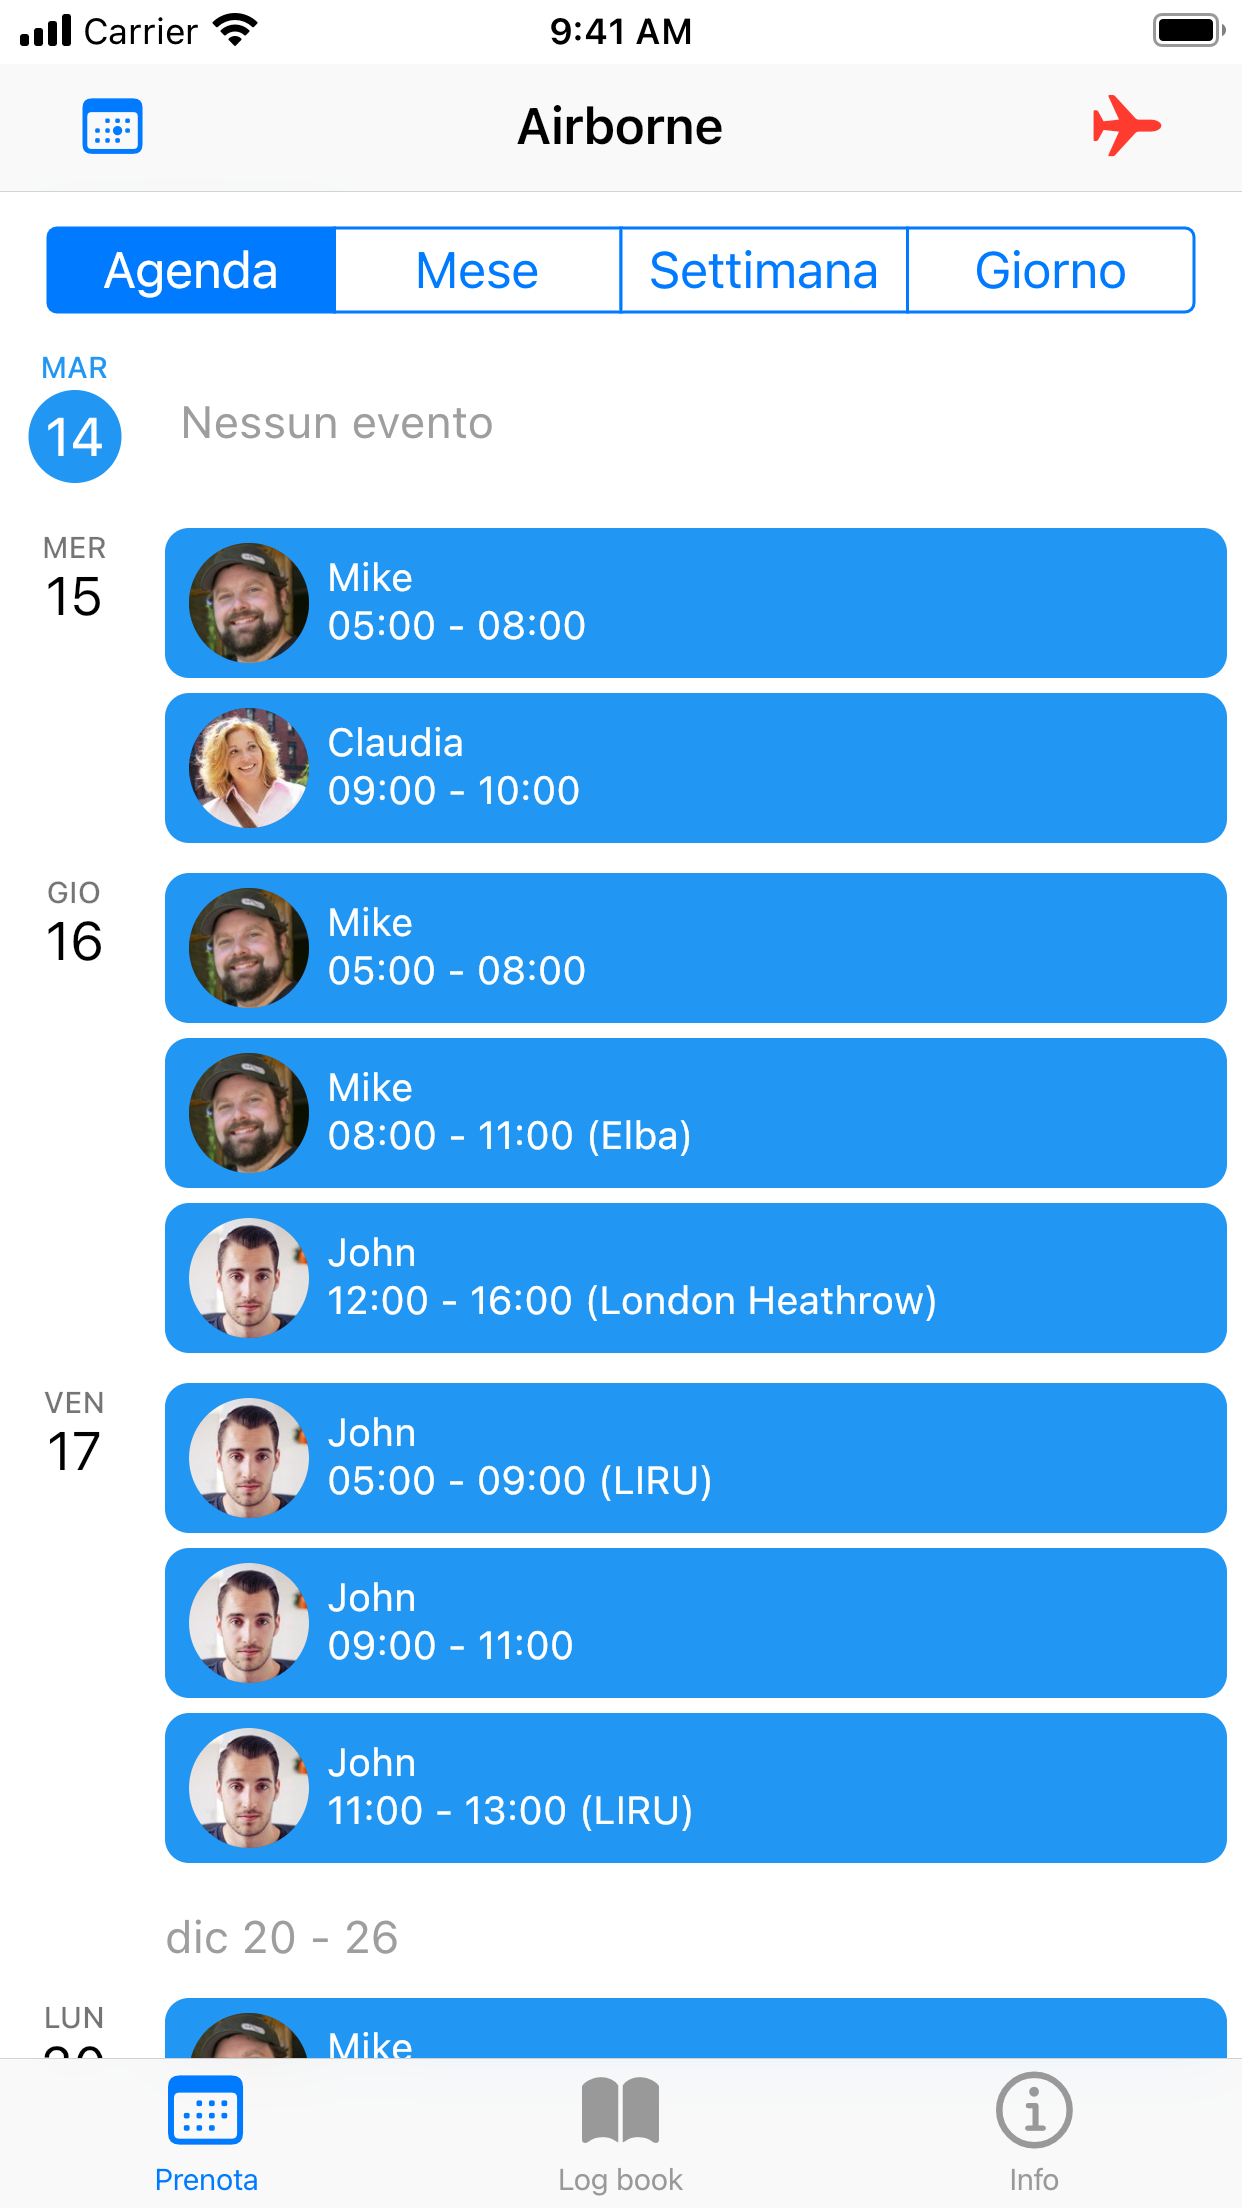 Carrier
9:41 AM
Airborne
Agenda
Mese
Settimana
Giorno
MAR
14
Nessun evento
MER
15
Mike
05:00 - 08:00
Claudia
09:00 - 10:00
GIO
16
Mike
05:00 - 08:00
Mike
08:00 - 11:00 (Elba)
John
12:00 - 16:00 (London Heathrow)
VEN
17
John
05:00 - 09:00 (LIRU)
John
09:00 - 11:00
John
11:00 - 13:00 (LIRU)
dic 20 - 26
LUN
20
Mike
Prenota
Log book
Info